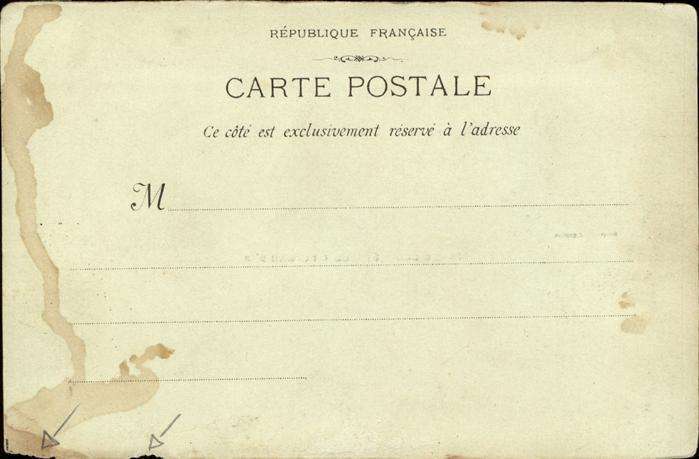 RÉPUBLIQUE FRANÇAISE
CARTE POSTALE
Ce côté est exclusivement réservé à l'adresse
M